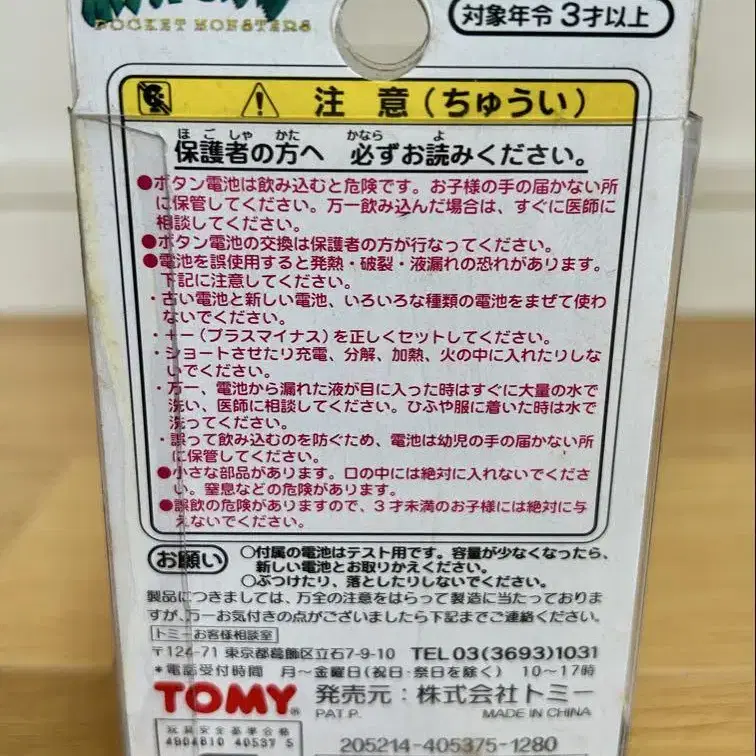 POCKET MONSTERS
対象年令 3才以上
注 意(ちゅうい)
ほごしゃ かた かなら よ
保護者の方へ 必ずお読みください。
●ボタン電池は飲み込むと危険です。お子様の手の届かない所
に保管してください。万一飲み込んだ場合は、すぐに医師に
相談してください。
●ボタン電池の交換は保護者の方が行なってください。
●電池を誤使用すると発熱・破裂・液漏れの恐れがあります。
下記に注意してください。
・古い電池と新しい電池、いろいろな種類の電池をまぜて使わ
ないでください。
・+-(プラスマイナス)を正しくセットしてください。
・ショートさせたり充電、分解、加熱、火の中に入れたりしな
いでください。
・万一、電池から漏れた液が目に入った時はすぐに大量の水で
洗い、医師に相談してください。ひふや服に着いた時は水で
洗ってください。
・誤って飲み込むのを防ぐため、電池は幼児の手の届かない所
に保管してください。
●小さな部品があります。口の中には絶対に入れないでくださ
い。窒息などの危険があります。
●誤飲の危険がありますので、3才未満のお子様には絶対に与
えないでください。
お願い
○付属の電池はテスト用です。容量が少なくなったら、
新しい電池とお取りかえください。
○ぶつけたり、落としたりしないでください。
製品につきましては、万全の注意をはらって製造に当たっておりま
すが、万一お気付きの点がございましたら下記までご連絡ください。
トミーお客様相談室
〒124-71 東京都葛飾区立石7-9-10 TEL03(3693)1031
*電話受付時間 月~金曜日(祝日・祭日を除く) 10~17時
TOMY® 発売元:株式会社トミー
PAT.P. MADE IN CHINA
玩具安全基準合格
4904810 40537 5
205214-405375-1280